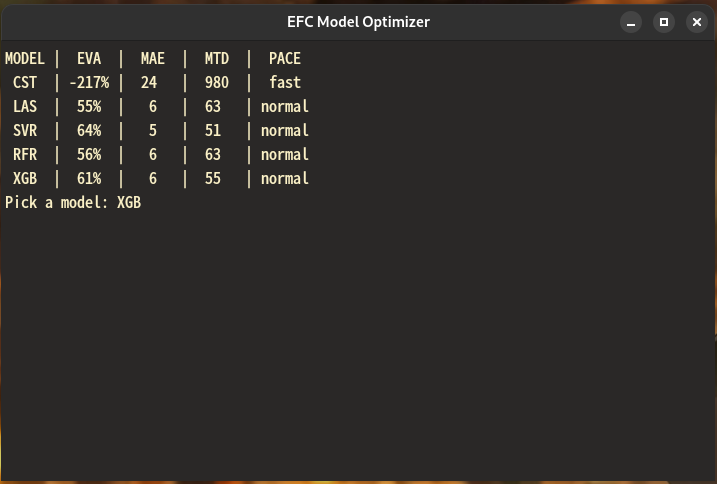 EFC Model Optimizer
MODEL | EVA | MAE | MTD | PACE
CST | -217% | 24 | 980 | fast
LAS | 55% | 6 | 63 | normal
SVR | 64% | 5 | 51 | normal
RFR | 56% | 6 | 63 | normal
XGB | 61% | 6 | 55 | normal
Pick a model: XGB